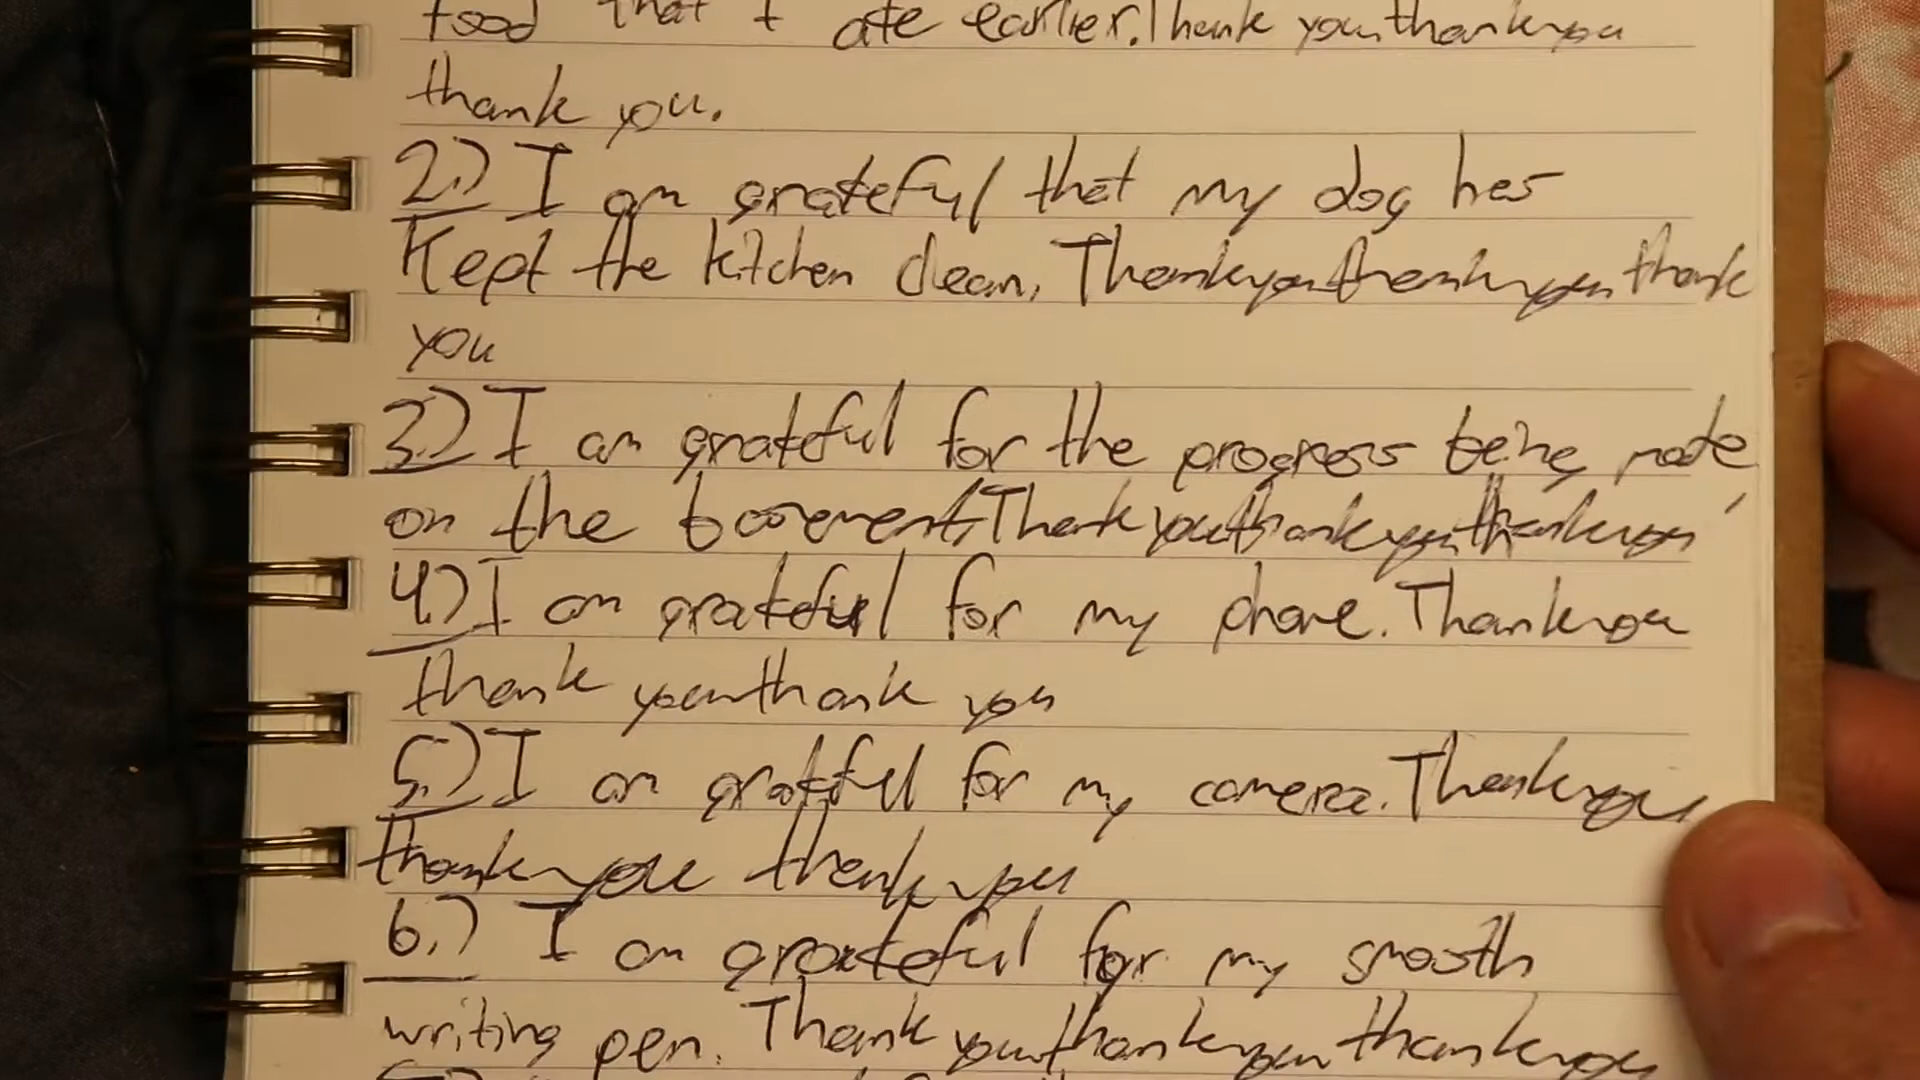 food that I ate earlier. Thank you thank you
thank you.
2.) I am grateful that my dog has
Kept the kitchen clean. Thank you thank you thank
you
3.) I am grateful for the progress being made
on the basement. Thank you thank you thank you
4.) I am grateful for my phone. Thank you
thank you thank you
5.) I am grateful for my camera. Thank you
thank you thank you
6.) I am grateful for my smooth
writing pen. Thank you thank you thank you